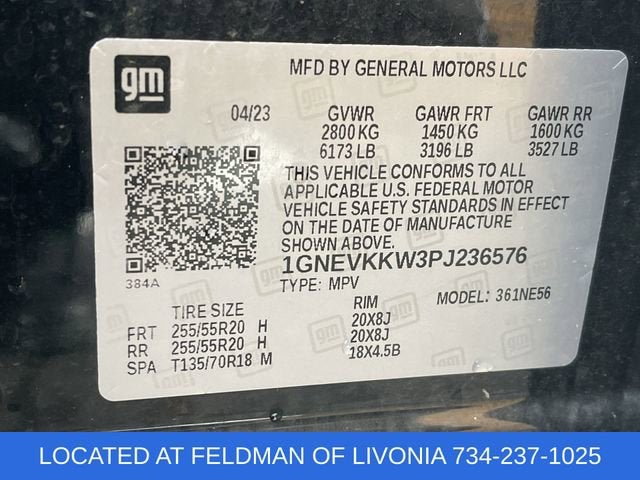 gm
MFD BY GENERAL MOTORS LLC
04/23 GVWR GAWR FRT GAWR RR
2800 KG 1450 KG 1600 KG
6173 LB 3196 LB 3527 LB
THIS VEHICLE CONFORMS TO ALL
APPLICABLE U.S. FEDERAL MOTOR
VEHICLE SAFETY STANDARDS IN EFFECT
ON THE DATE OF MANUFACTURE
SHOWN ABOVE.
384A
1GNEVKKW3PJ236576
TYPE: MPV MODEL: 361NE56
TIRE SIZE RIM
FRT 255/55R20 H 20X8J
RR 255/55R20 H 20X8J
SPA T135/70R18 M 18X4.5B
LOCATED AT FELDMAN OF LIVONIA 734-237-1025